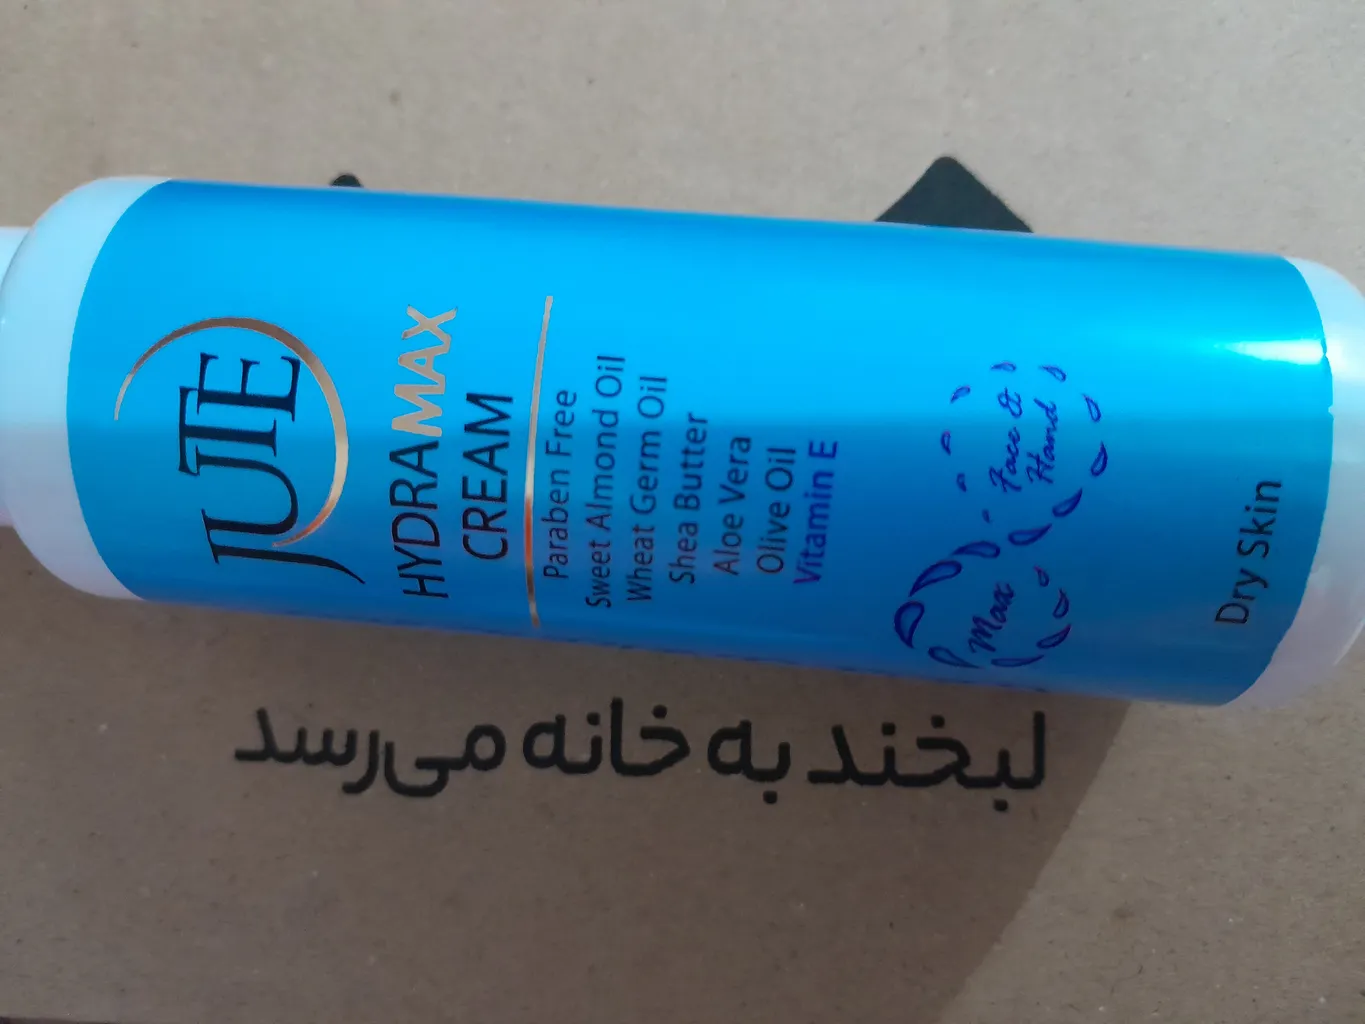 JUTE
HYDRAMAX
CREAM
Paraben Free
Sweet Almond Oil
Wheat Germ Oil
Shea Butter
Aloe Vera
Olive Oil
Vitamin E
Max
Face &
Hand
Dry Skin
لبخند به خانه می‌رسد